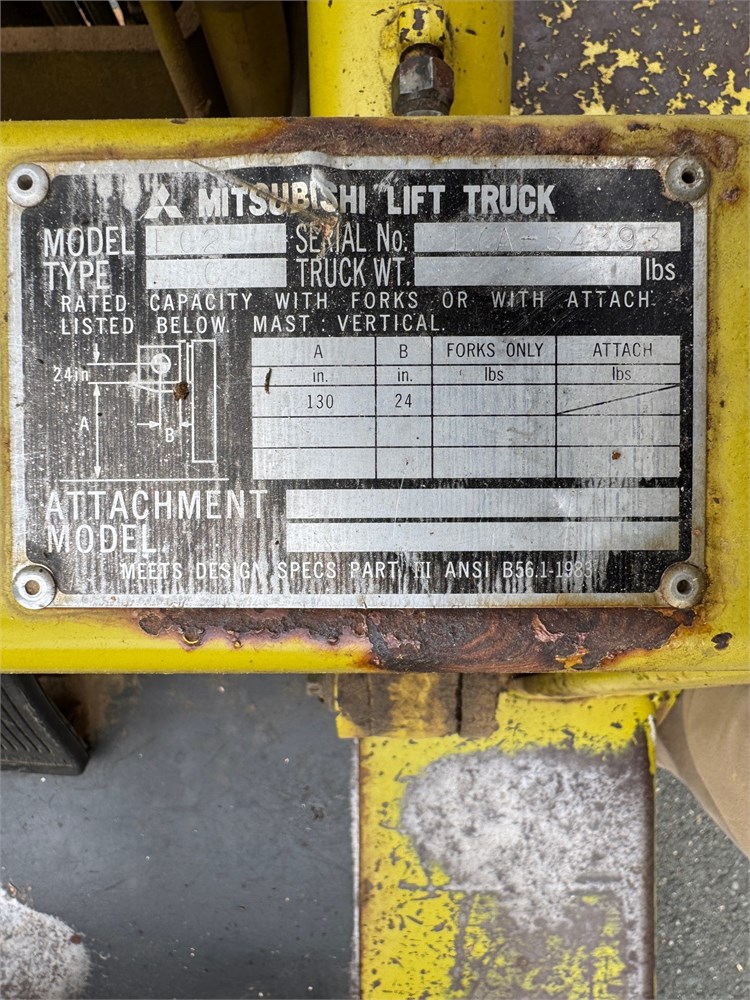 MITSUBISHI LIFT TRUCK
MODEL SERIAL No. A-34393
TYPE TRUCK WT. lbs
RATED CAPACITY WITH FORKS OR WITH ATTACH.
LISTED BELOW. MAST : VERTICAL.
24in
A
B
A B FORKS ONLY ATTACH
in. in. lbs lbs
130 24
ATTACHMENT
MODEL.
MEETS DESIGN SPECS PART III ANSI B56.1-1983